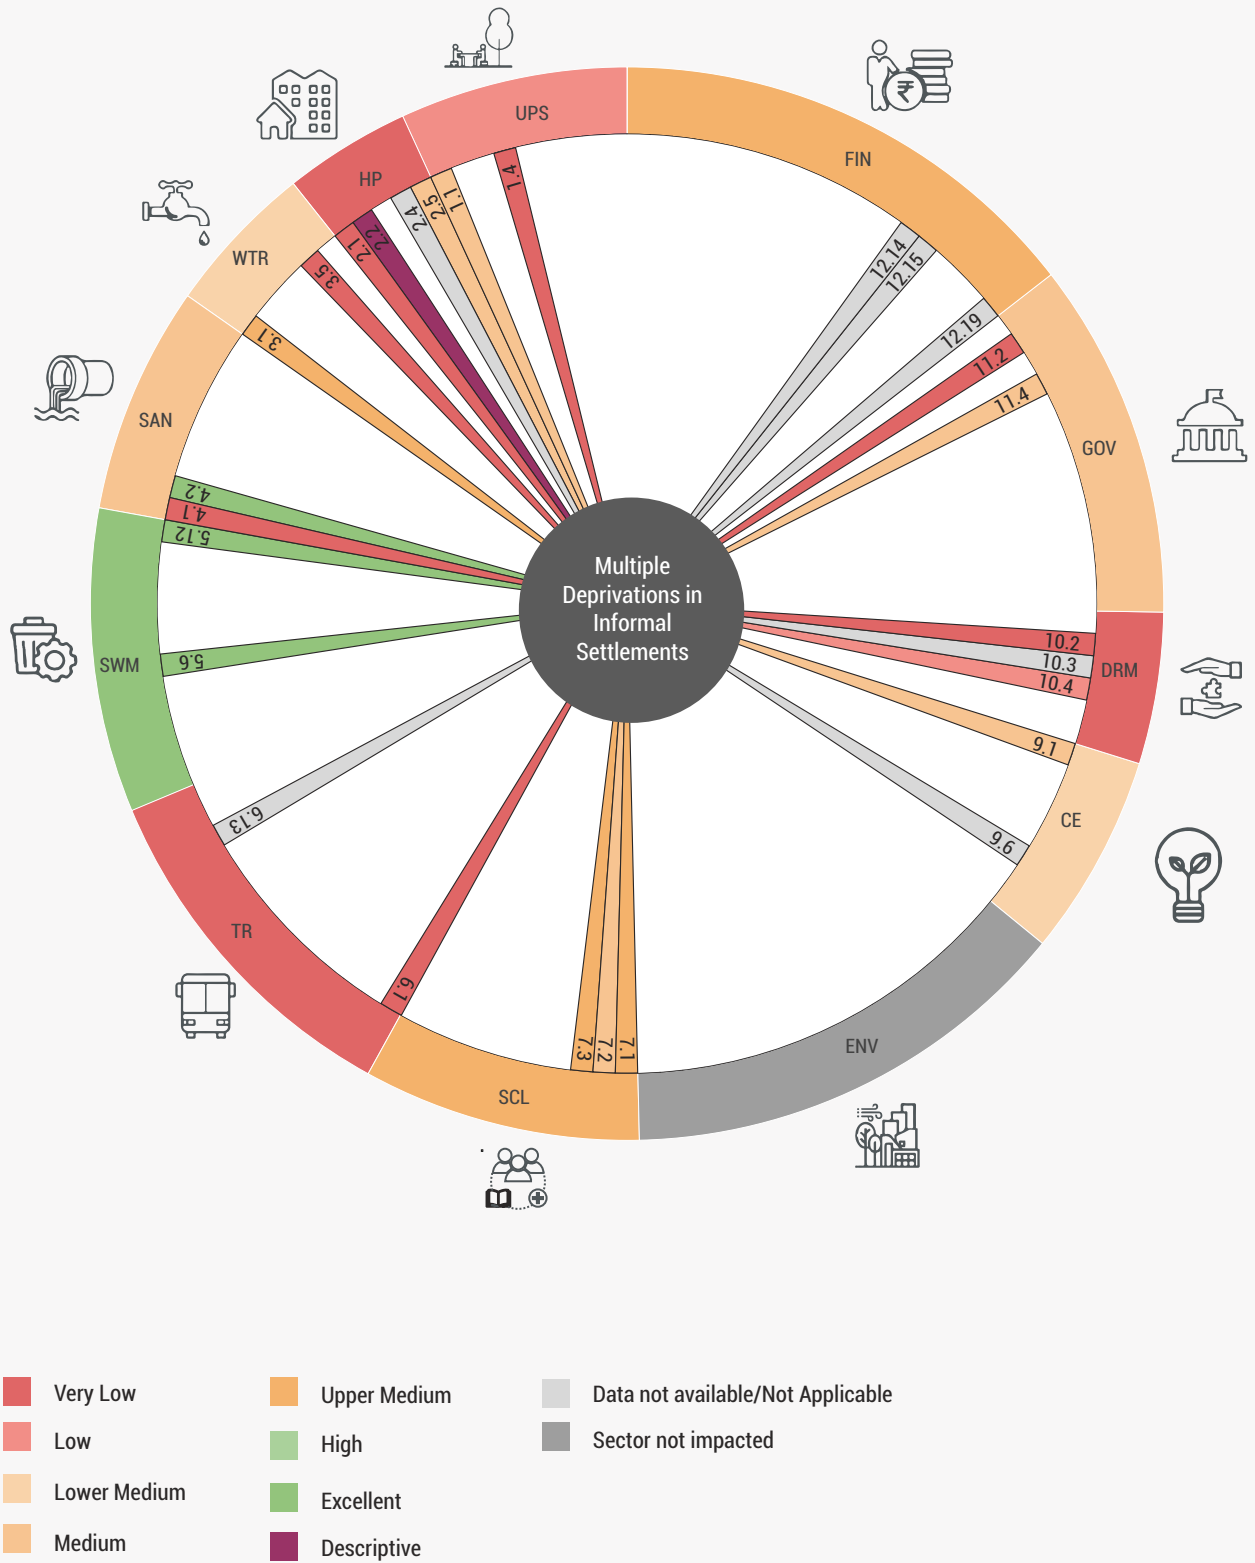 UPS
FIN
HP
GOV
WTR
SAN
DRM
SWM
CE
TR
ENV
SCL
1.4
1.1
2.5
2.4
2.2
2.1
3.5
3.1
4.2
4.1
5.12
5.6
6.13
6.1
7.3
7.2
7.1
9.6
9.1
10.4
10.3
10.2
11.4
11.2
12.19
12.15
12.14
Multiple
Deprivations in
Informal
Settlements
₹
Very Low
Low
Lower Medium
Medium
Upper Medium
High
Excellent
Descriptive
Data not available/Not Applicable
Sector not impacted